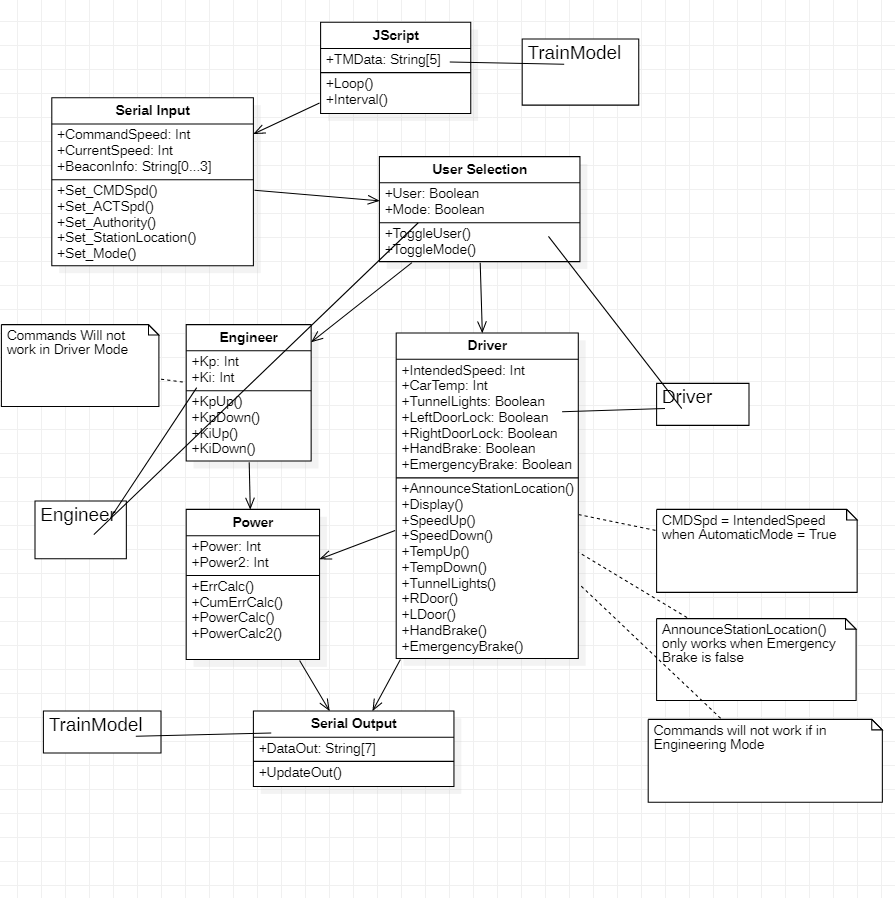 JScript
+TMData: String[5]
+Loop()
+Interval()
TrainModel
Serial Input
+CommandSpeed: Int
+CurrentSpeed: Int
+BeaconInfo: String[0...3]
+Set_CMDSpd()
+Set_ACTSpd()
+Set_Authority()
+Set_StationLocation()
+Set_Mode()
User Selection
+User: Boolean
+Mode: Boolean
+ToggleUser()
+ToggleMode()
Commands Will not
work in Driver Mode
Engineer
+Kp: Int
+Ki: Int
+KpUp()
+KpDown()
+KiUp()
+KiDown()
Driver
+IntendedSpeed: Int
+CarTemp: Int
+TunnelLights: Boolean
+LeftDoorLock: Boolean
+RightDoorLock: Boolean
+HandBrake: Boolean
+EmergencyBrake: Boolean
+AnnounceStationLocation()
+Display()
+SpeedUp()
+SpeedDown()
+TempUp()
+TempDown()
+TunnelLights()
+RDoor()
+LDoor()
+HandBrake()
+EmergencyBrake()
Driver
Engineer
Power
+Power: Int
+Power2: Int
+ErrCalc()
+CumErrCalc()
+PowerCalc()
+PowerCalc2()
CMDSpd = IntendedSpeed
when AutomaticMode = True
AnnounceStationLocation()
only works when Emergency
Brake is false
Commands will not work if in
Engineering Mode
TrainModel
Serial Output
+DataOut: String[7]
+UpdateOut()